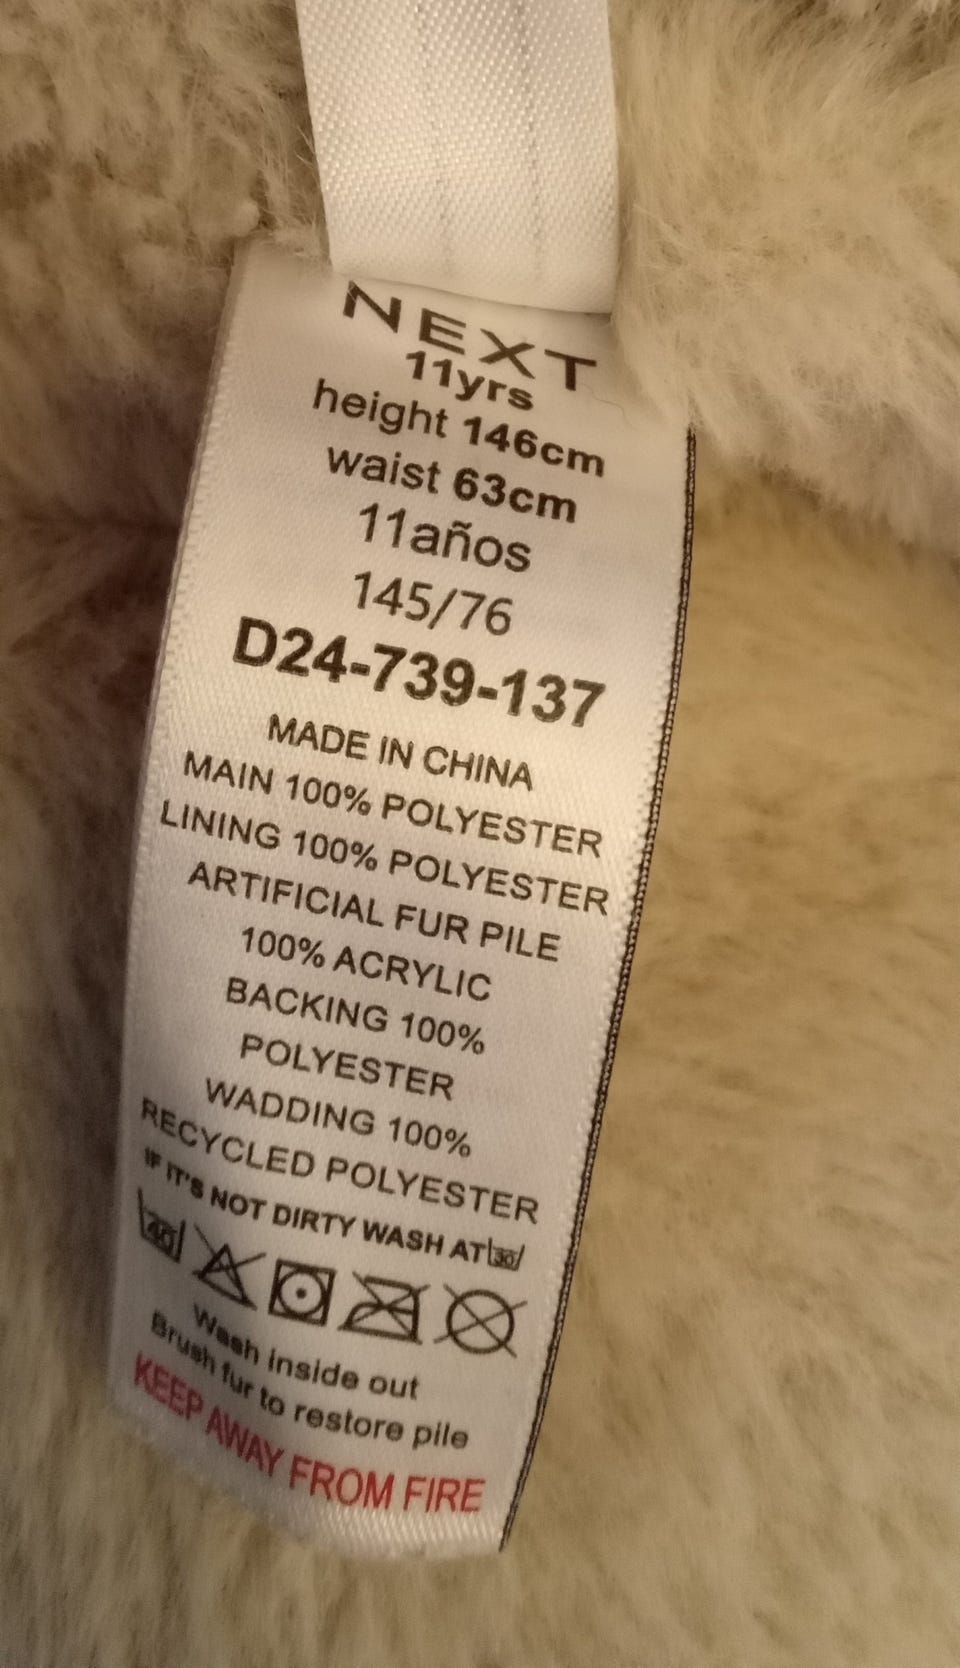 NEXT
11yrs
height 146cm
waist 63cm
11años
145/76
D24-739-137
MADE IN CHINA
MAIN 100% POLYESTER
LINING 100% POLYESTER
ARTIFICIAL FUR PILE
100% ACRYLIC
BACKING 100%
POLYESTER
WADDING 100%
RECYCLED POLYESTER
IF IT'S NOT DIRTY WASH AT 30
40
Wash inside out
Brush fur to restore pile
KEEP AWAY FROM FIRE